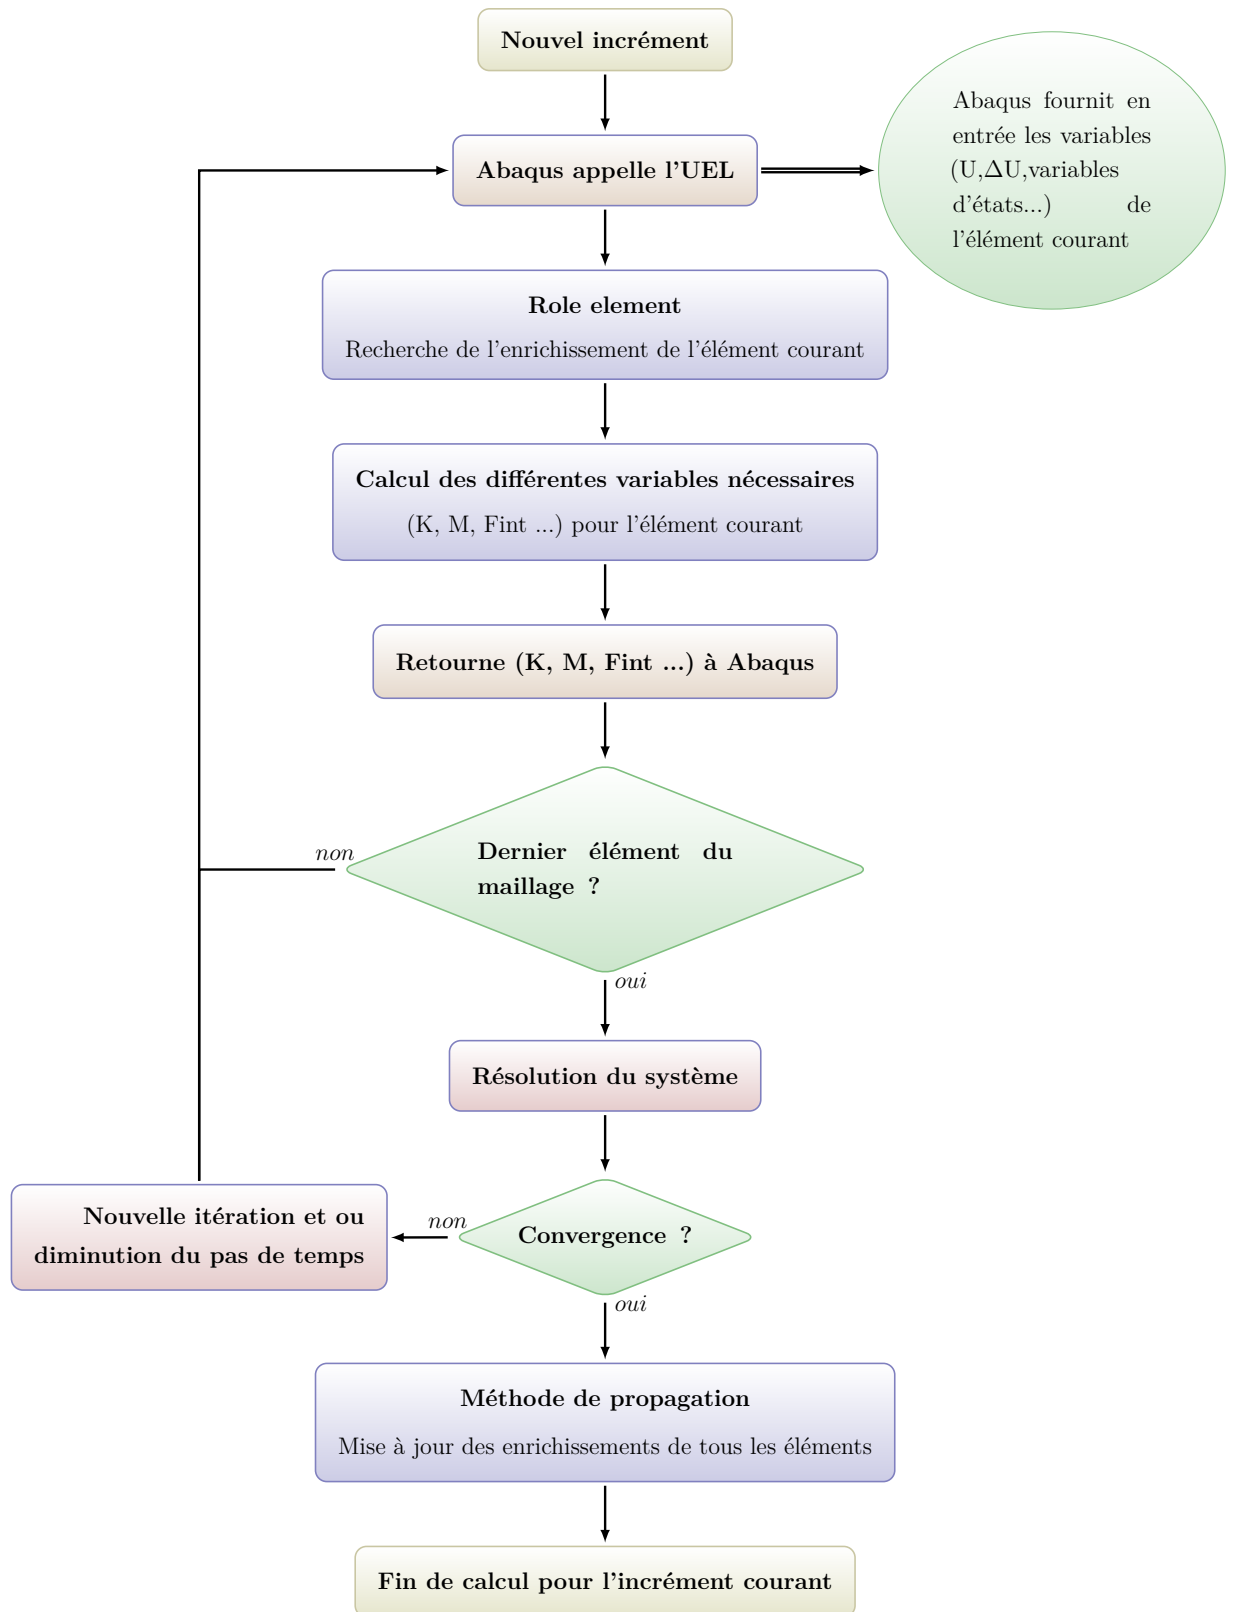 Nouvel incrément
Abaqus appelle l'UEL
Abaqus fournit en
entrée les variables
(U,ΔU,variables
d'états...) de
l'élément courant
Role element
Recherche de l'enrichissement de l'élément courant
Calcul des différentes variables nécessaires
(K, M, Fint ...) pour l'élément courant
Retourne (K, M, Fint ...) à Abaqus
non
Dernier élément du
maillage ?
oui
Résolution du système
Nouvelle itération et ou
diminution du pas de temps
non
Convergence ?
oui
Méthode de propagation
Mise à jour des enrichissements de tous les éléments
Fin de calcul pour l'incrément courant